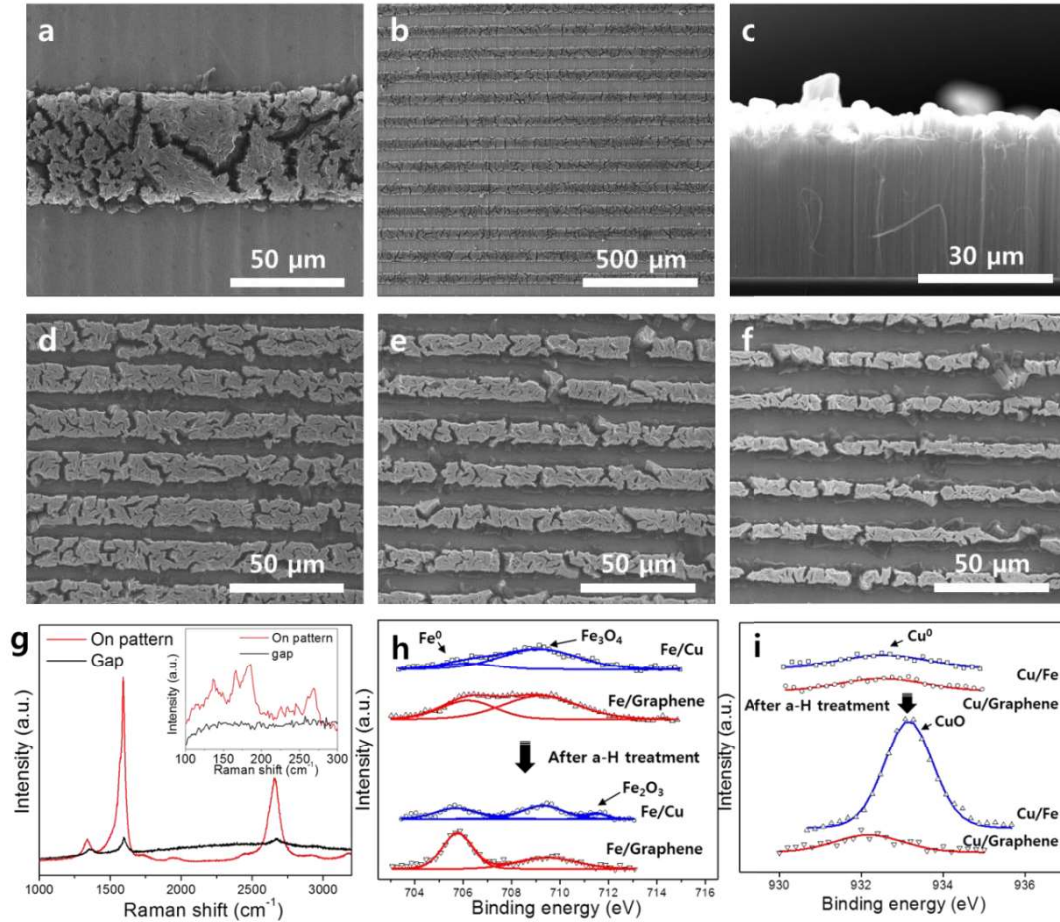 a
50 μm
b
500 μm
c
30 μm
d
50 μm
e
50 μm
f
50 μm
g
On pattern
Gap
Intensity (a.u.)
Raman shift (cm⁻¹)
1000 1500 2000 2500 3000
On pattern
gap
Intensity (a.u.)
100 150 200 250 300
Raman shift (cm⁻¹)
h
Fe⁰
Fe₃O₄
Fe/Cu
Fe/Graphene
After a-H treatment
Fe₂O₃
Fe/Cu
Fe/Graphene
Intensity (a.u.)
704 706 708 710 712 714 716
Binding energy (eV)
i
Cu⁰
Cu/Fe
Cu/Graphene
After a-H treatment
CuO
Cu/Fe
Cu/Graphene
Intensity (a.u.)
930 932 934 936
Binding energy (eV)